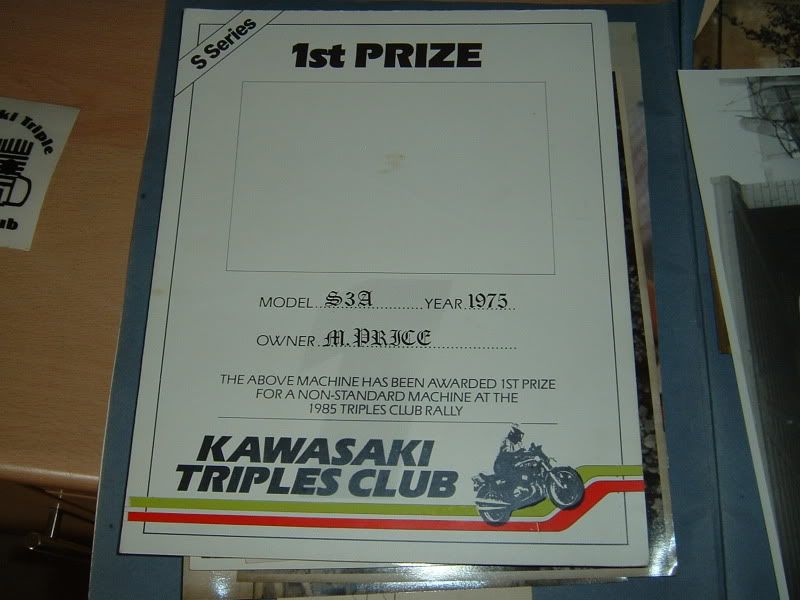 S Series
1st PRIZE
MODEL S3A YEAR 1975
OWNER M.PRICE
THE ABOVE MACHINE HAS BEEN AWARDED 1ST PRIZE
FOR A NON-STANDARD MACHINE AT THE
1985 TRIPLES CLUB RALLY
KAWASAKI
TRIPLES CLUB
Triple